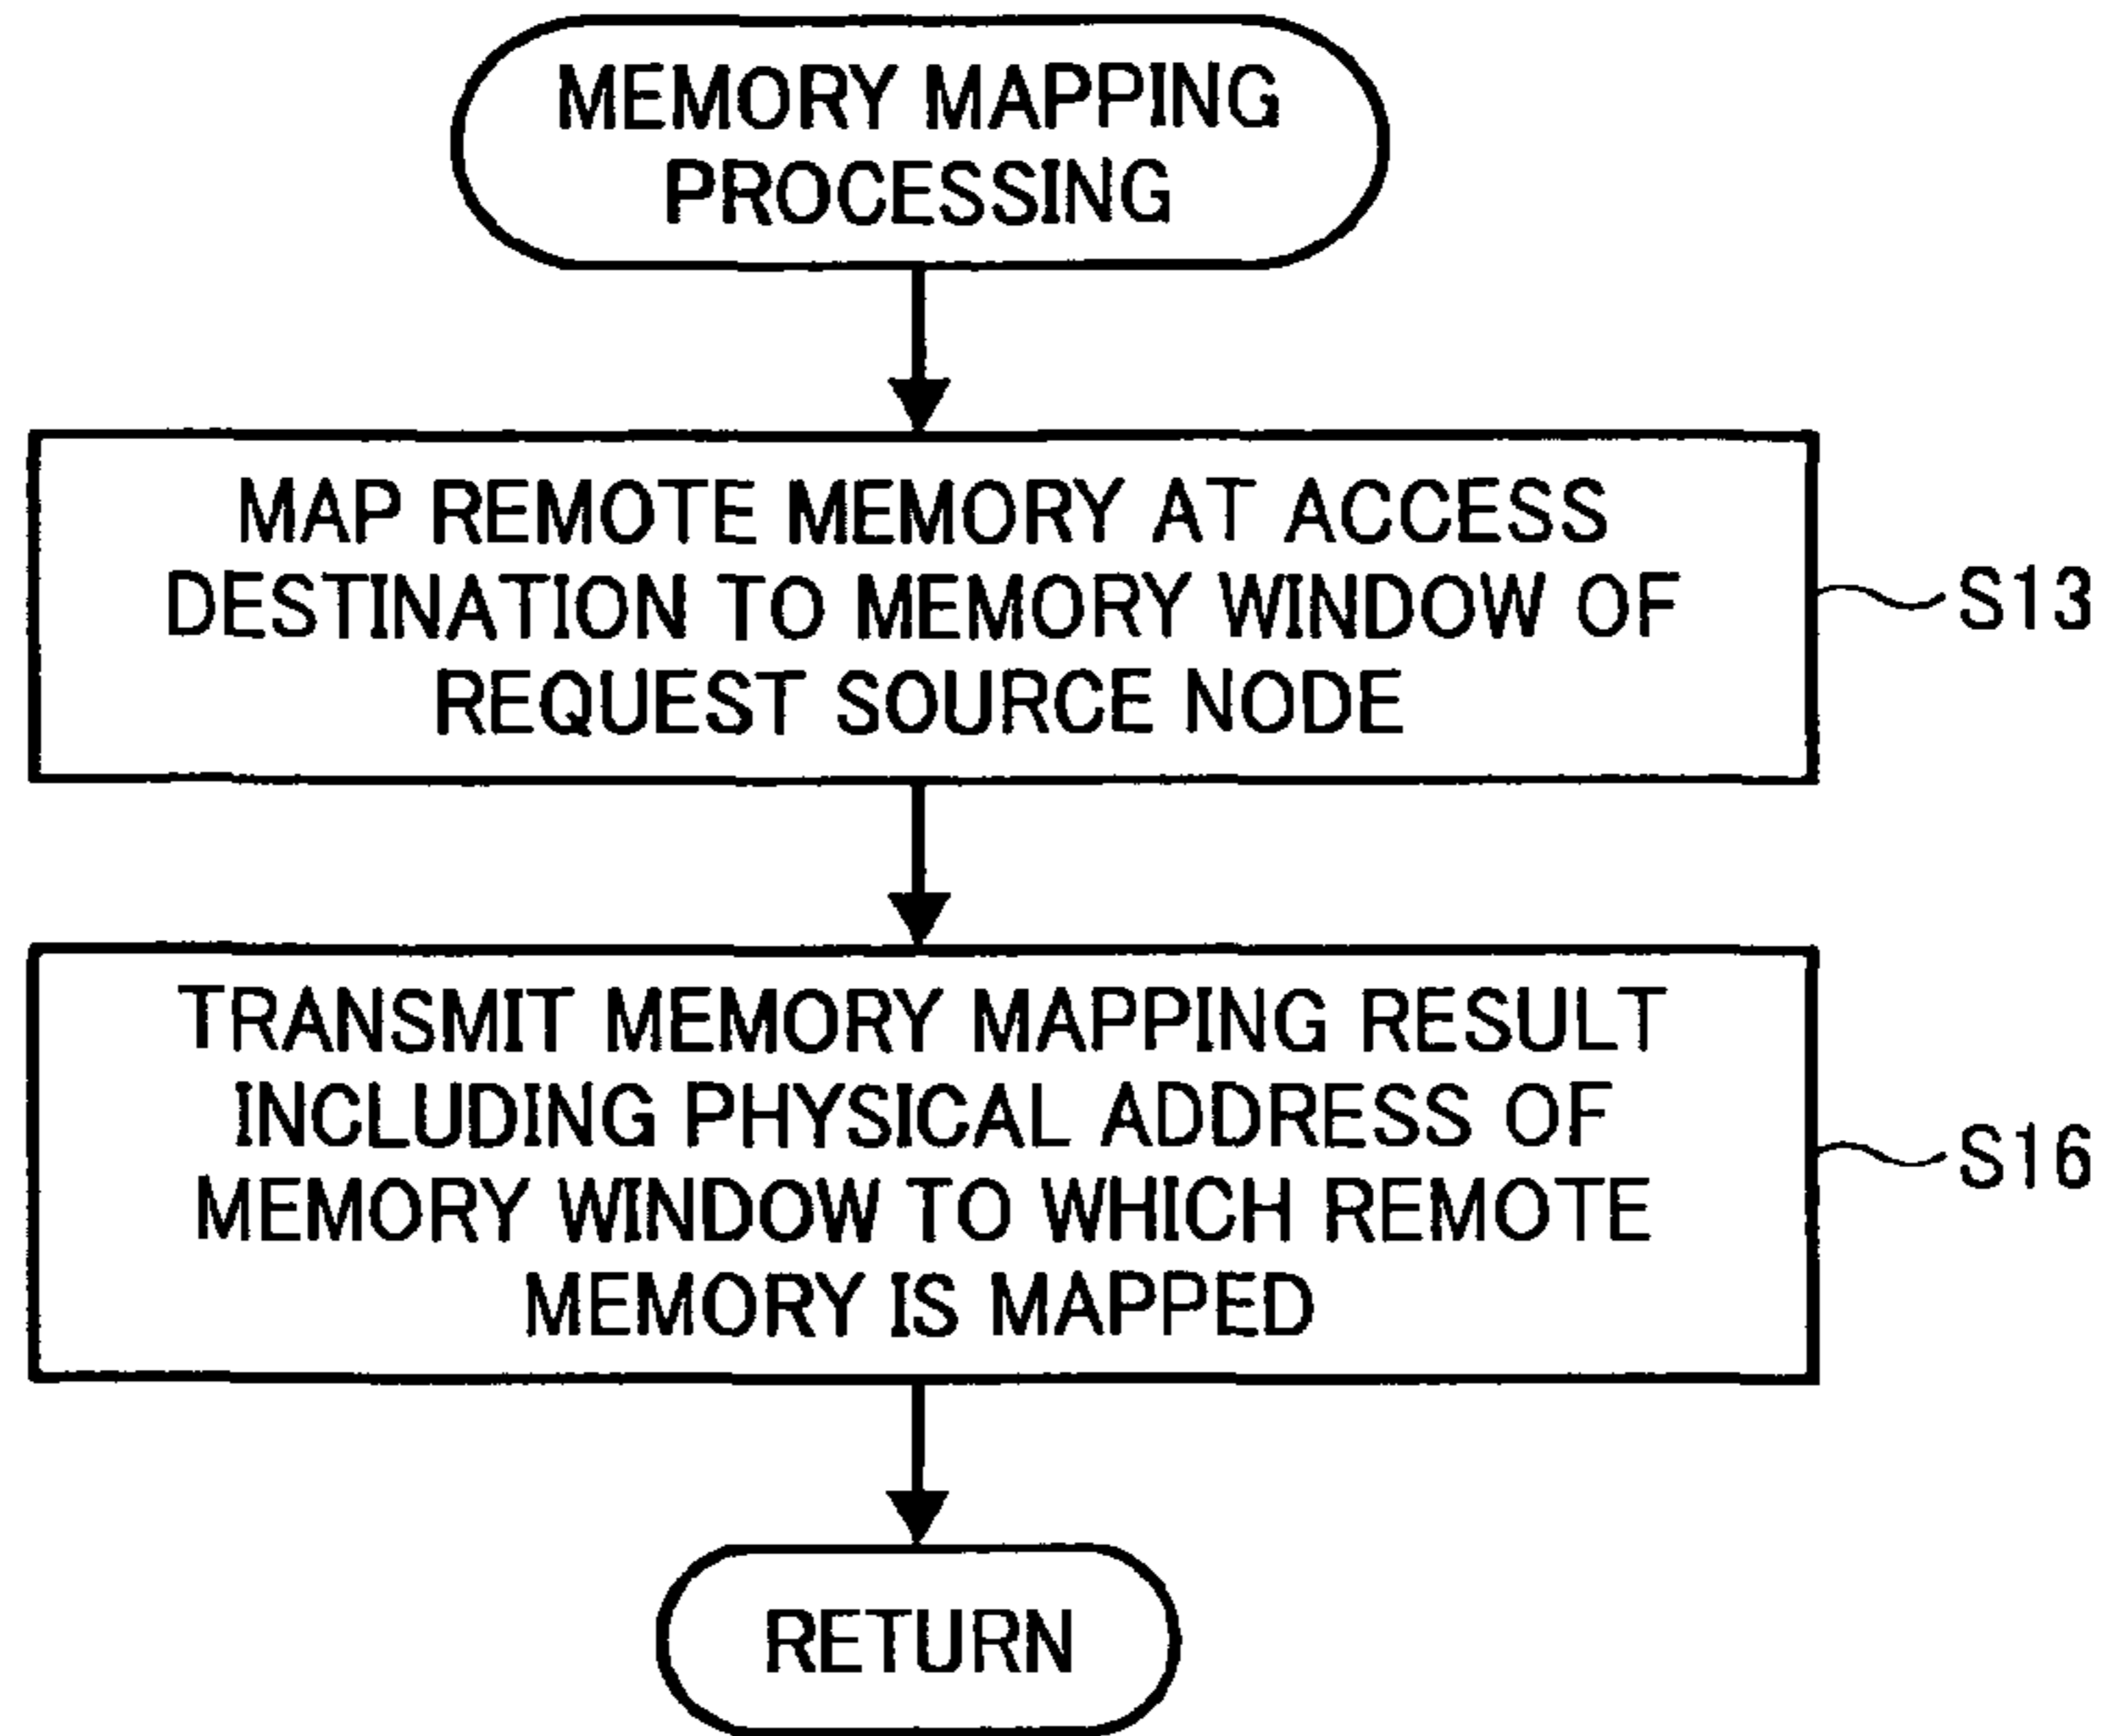 MEMORY MAPPING
PROCESSING
MAP REMOTE MEMORY AT ACCESS
DESTINATION TO MEMORY WINDOW OF
REQUEST SOURCE NODE
S13
TRANSMIT MEMORY MAPPING RESULT
INCLUDING PHYSICAL ADDRESS OF
MEMORY WINDOW TO WHICH REMOTE
MEMORY IS MAPPED
S16
RETURN